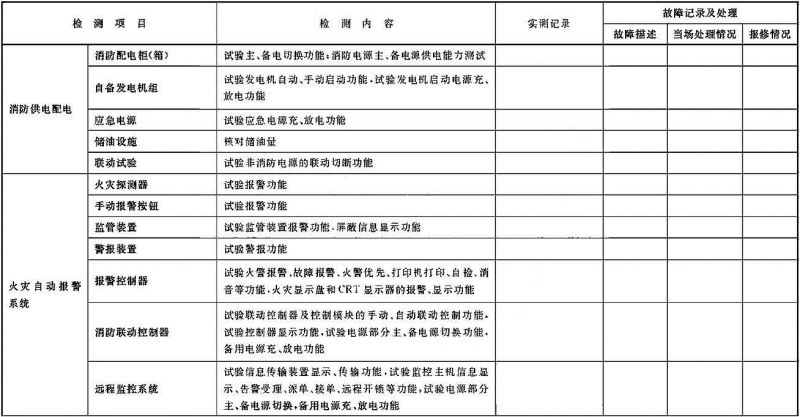 检测项目
检测内容
实测记录
故障记录及处理
故障描述
当场处理情况
报修情况
消防供电配电
消防配电柜(箱)
试验主、备电切换功能;消防电源主、备电源供电能力测试
自备发电机组
试验发电机自动、手动启动功能,试验发电机启动电源充、
放电功能
应急电源
试验应急电源充、放电功能
储油设施
核对储油量
联动试验
试验非消防电源的联动切断功能
火灾自动报警
系统
火灾探测器
试验报警功能
手动报警按钮
试验报警功能
监管装置
试验监管装置报警功能,屏蔽信息显示功能
警报装置
试验警报功能
报警控制器
试验火警报警、故障报警、火警优先、打印机打印、自检、消
音等功能,火灾显示盘和CRT显示器的报警、显示功能
消防联动控制器
试验联动控制器及控制模块的手动、自动联动控制功能,
试验控制器显示功能,试验电源部分主、备电源切换功能,
备用电源充、放电功能
远程监控系统
试验信息传输装置显示、传输功能,试验监控主机信息显
示、告警受理、派单、接单、远程开锁等功能,试验电源部分
主、备电源切换,备用电源充、放电功能